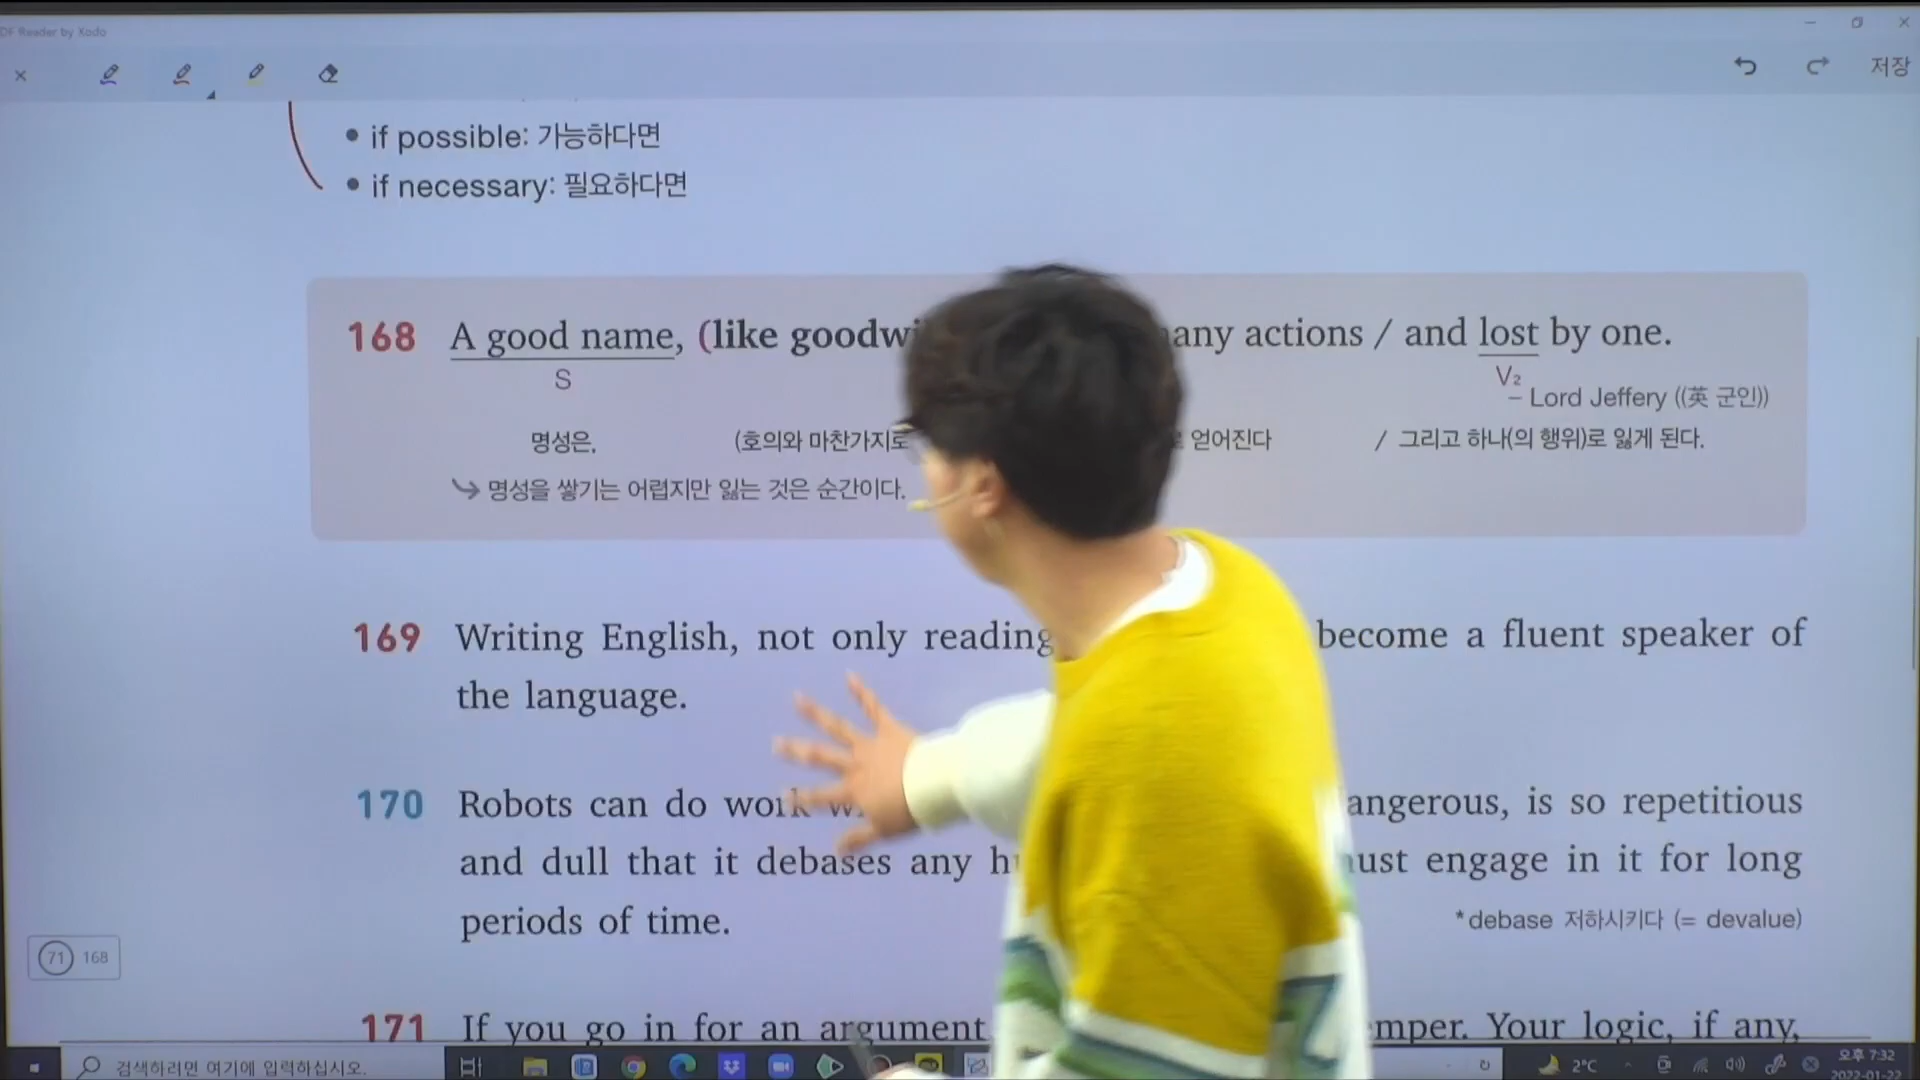 DF Reader by Xodo
저장
• if possible: 가능하다면
• if necessary: 필요하다면
168 A good name, (like goodwi any actions / and lost by one.
S
V₂
– Lord Jeffery ((英 군인))
명성은, (호의와 마찬가지로 얻어진다 / 그리고 하나(의 행위)로 잃게 된다.
↪ 명성을 쌓기는 어렵지만 잃는 것은 순간이다.
169 Writing English, not only reading become a fluent speaker of
the language.
170 Robots can do work angerous, is so repetitious
and dull that it debases any ust engage in it for long
periods of time.
*debase 저하시키다 (= devalue)
71 168
171 If you go in for an argument mper. Your logic, if any,
검색하려면 여기에 입력하십시오.
2°C
오후 7:32
2022-01-22